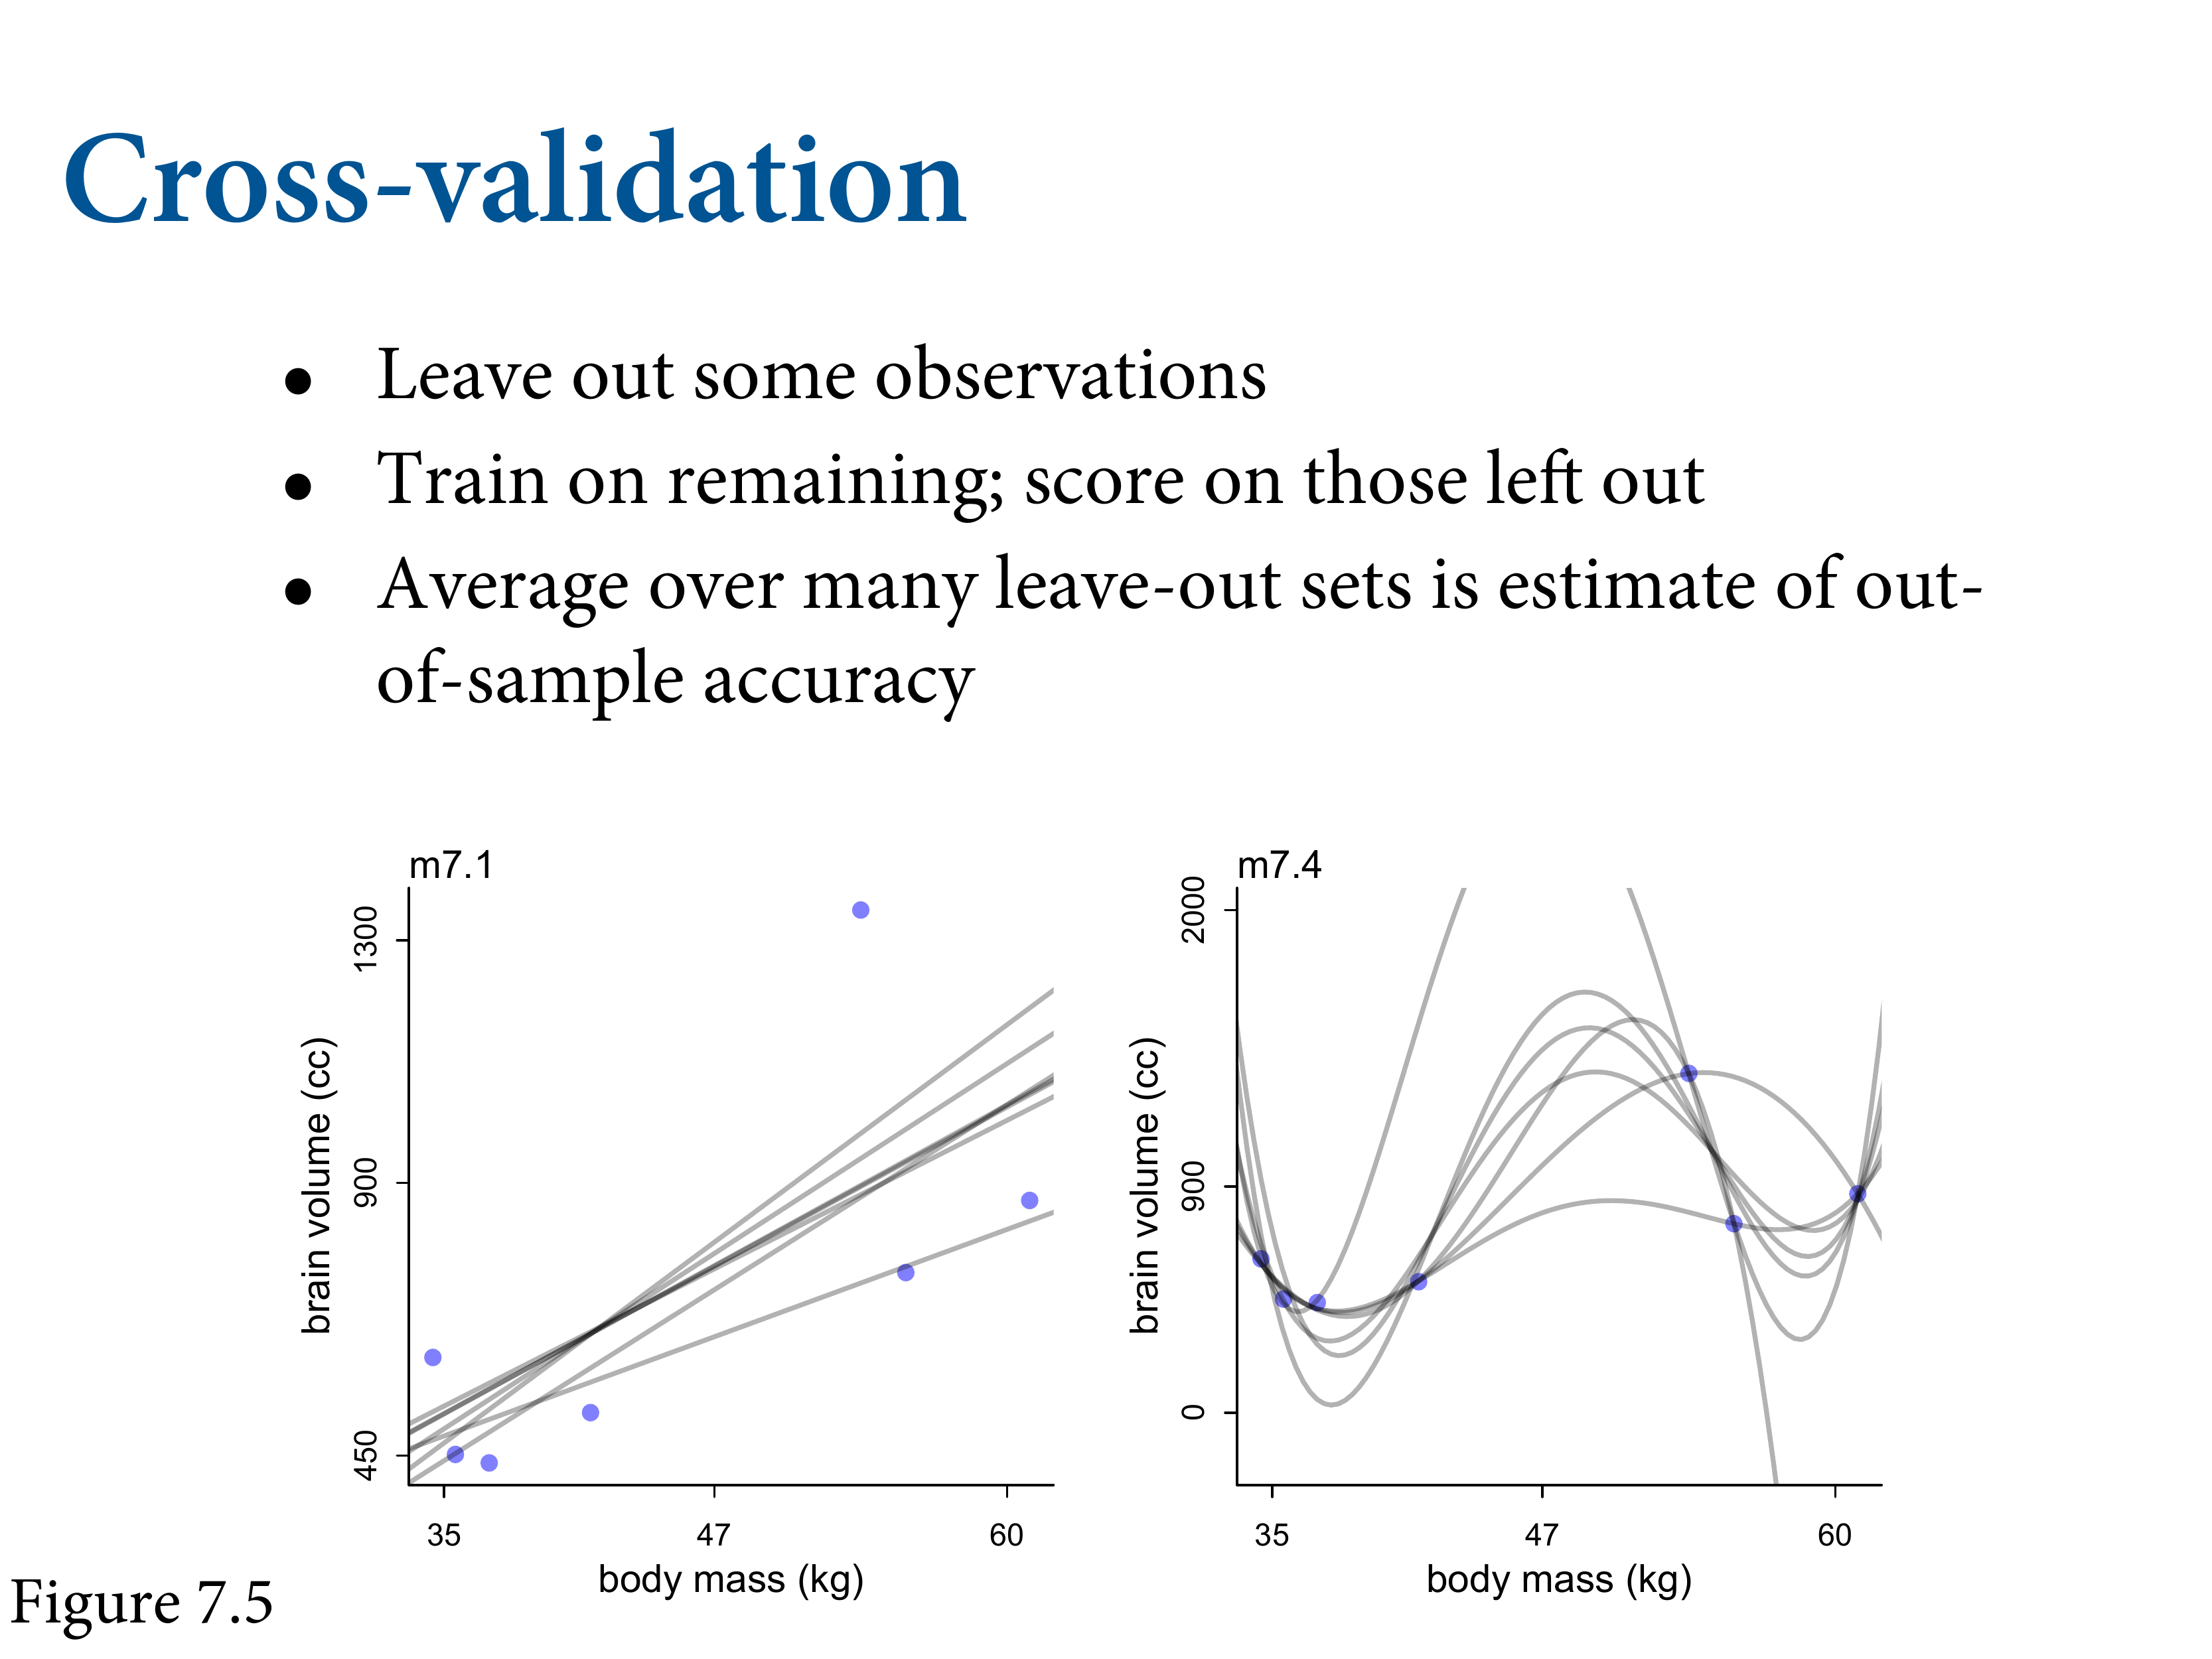 Cross-validation
• Leave out some observations
• Train on remaining; score on those left out
• Average over many leave-out sets is estimate of out-
of-sample accuracy
m7.1
1300
900
450
brain volume (cc)
35 47 60
body mass (kg)
m7.4
2000
900
0
brain volume (cc)
35 47 60
body mass (kg)
Figure 7.5